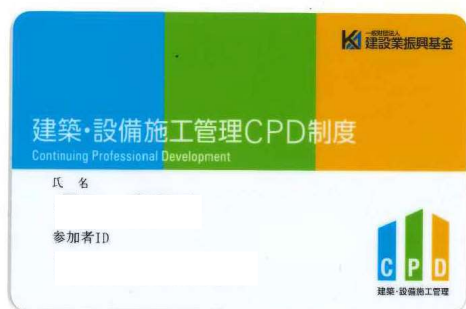 一般財団法人
建設業振興基金
建築・設備施工管理CPD制度
Continuing Professional Development
氏 名
参加者ID
CPD
建築・設備施工管理